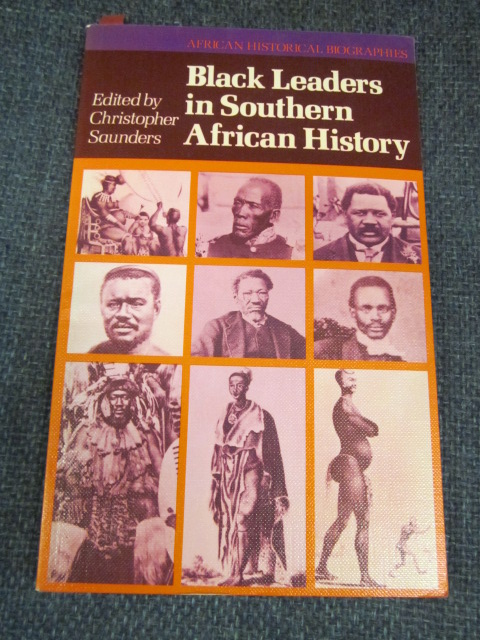 AFRICAN HISTORICAL BIOGRAPHIES
Black Leaders
in Southern
African History
Edited by
Christopher
Saunders